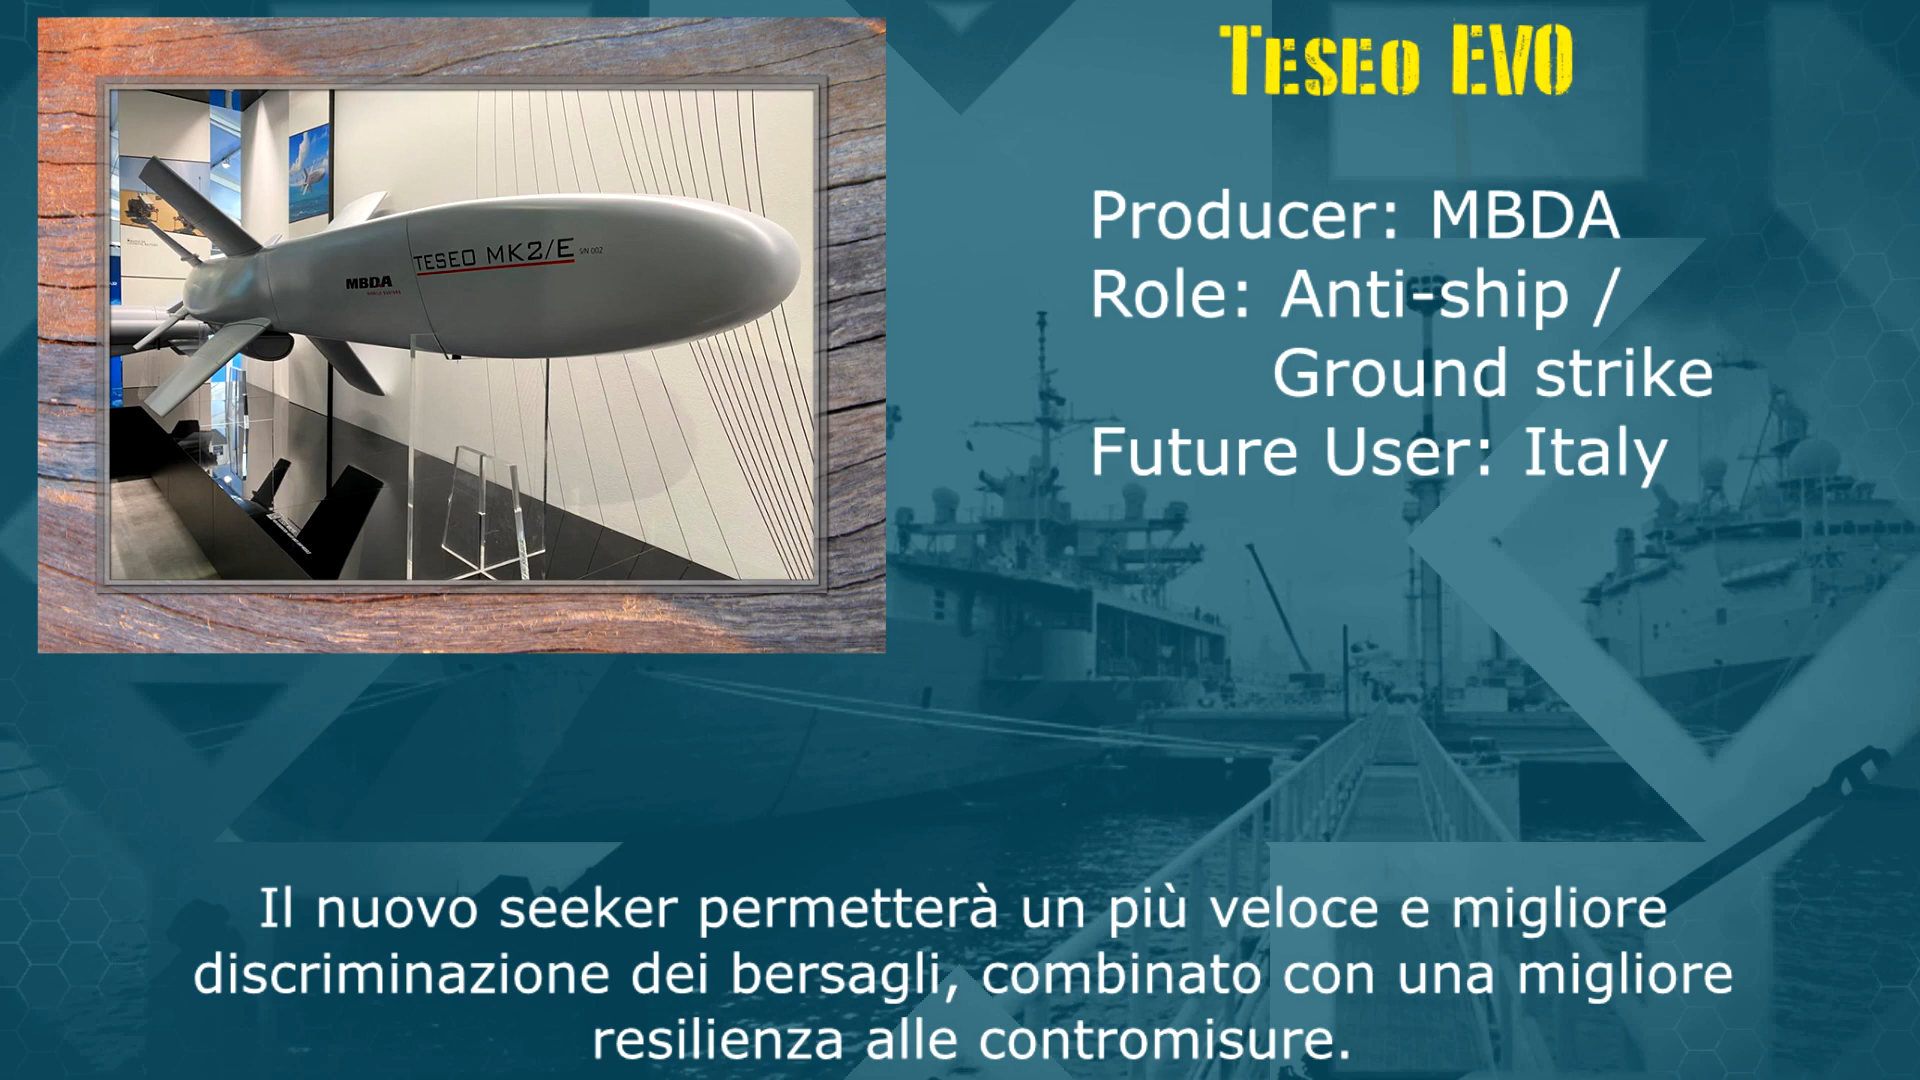 Teseo EVO
TESEO MK2/E S/N 002
MBDA
Producer: MBDA
Role: Anti-ship /
Ground strike
Future User: Italy
Il nuovo seeker permetterà un più veloce e migliore
discriminazione dei bersagli, combinato con una migliore
resilienza alle contromisure.